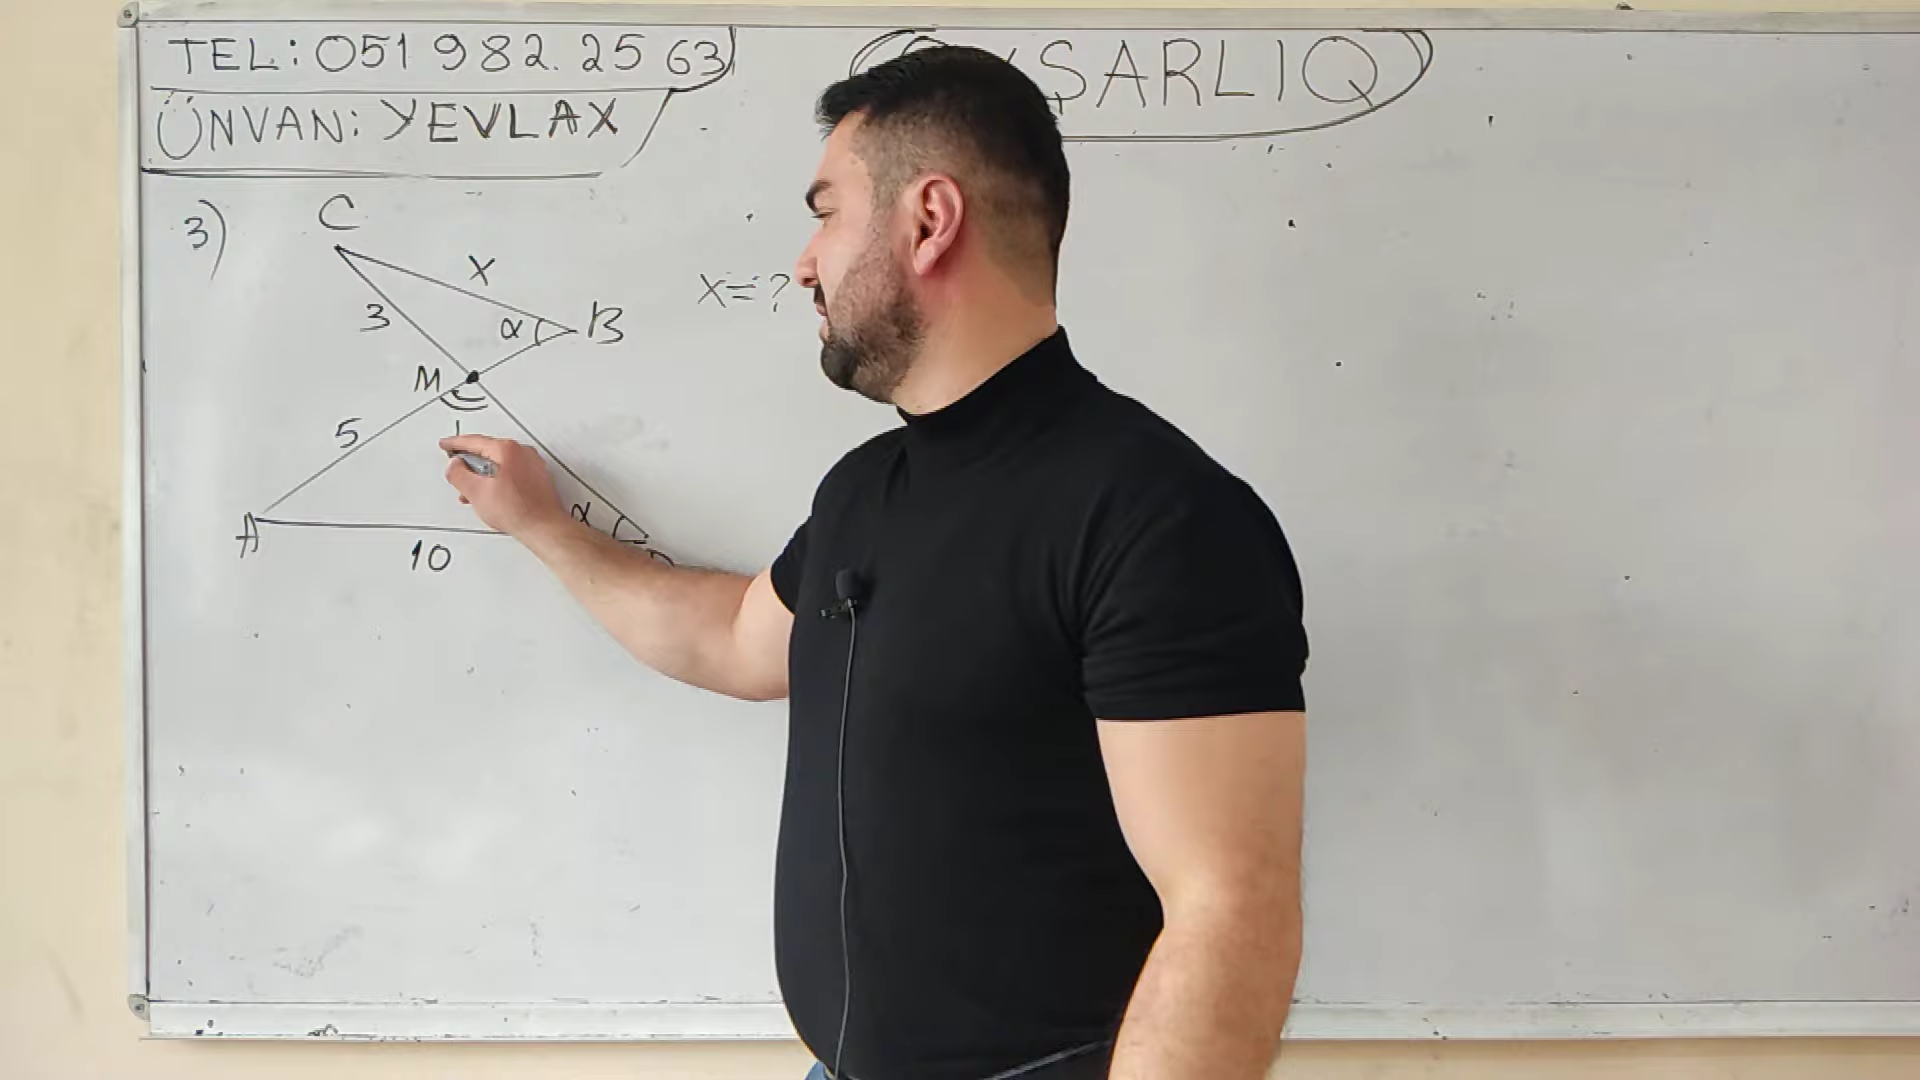 TEL: 051 982. 25 63
ÜNVAN: YEVLAX
ŞARLIQ
3)
C
X
3
α B
X=?
M
5
α
A
10